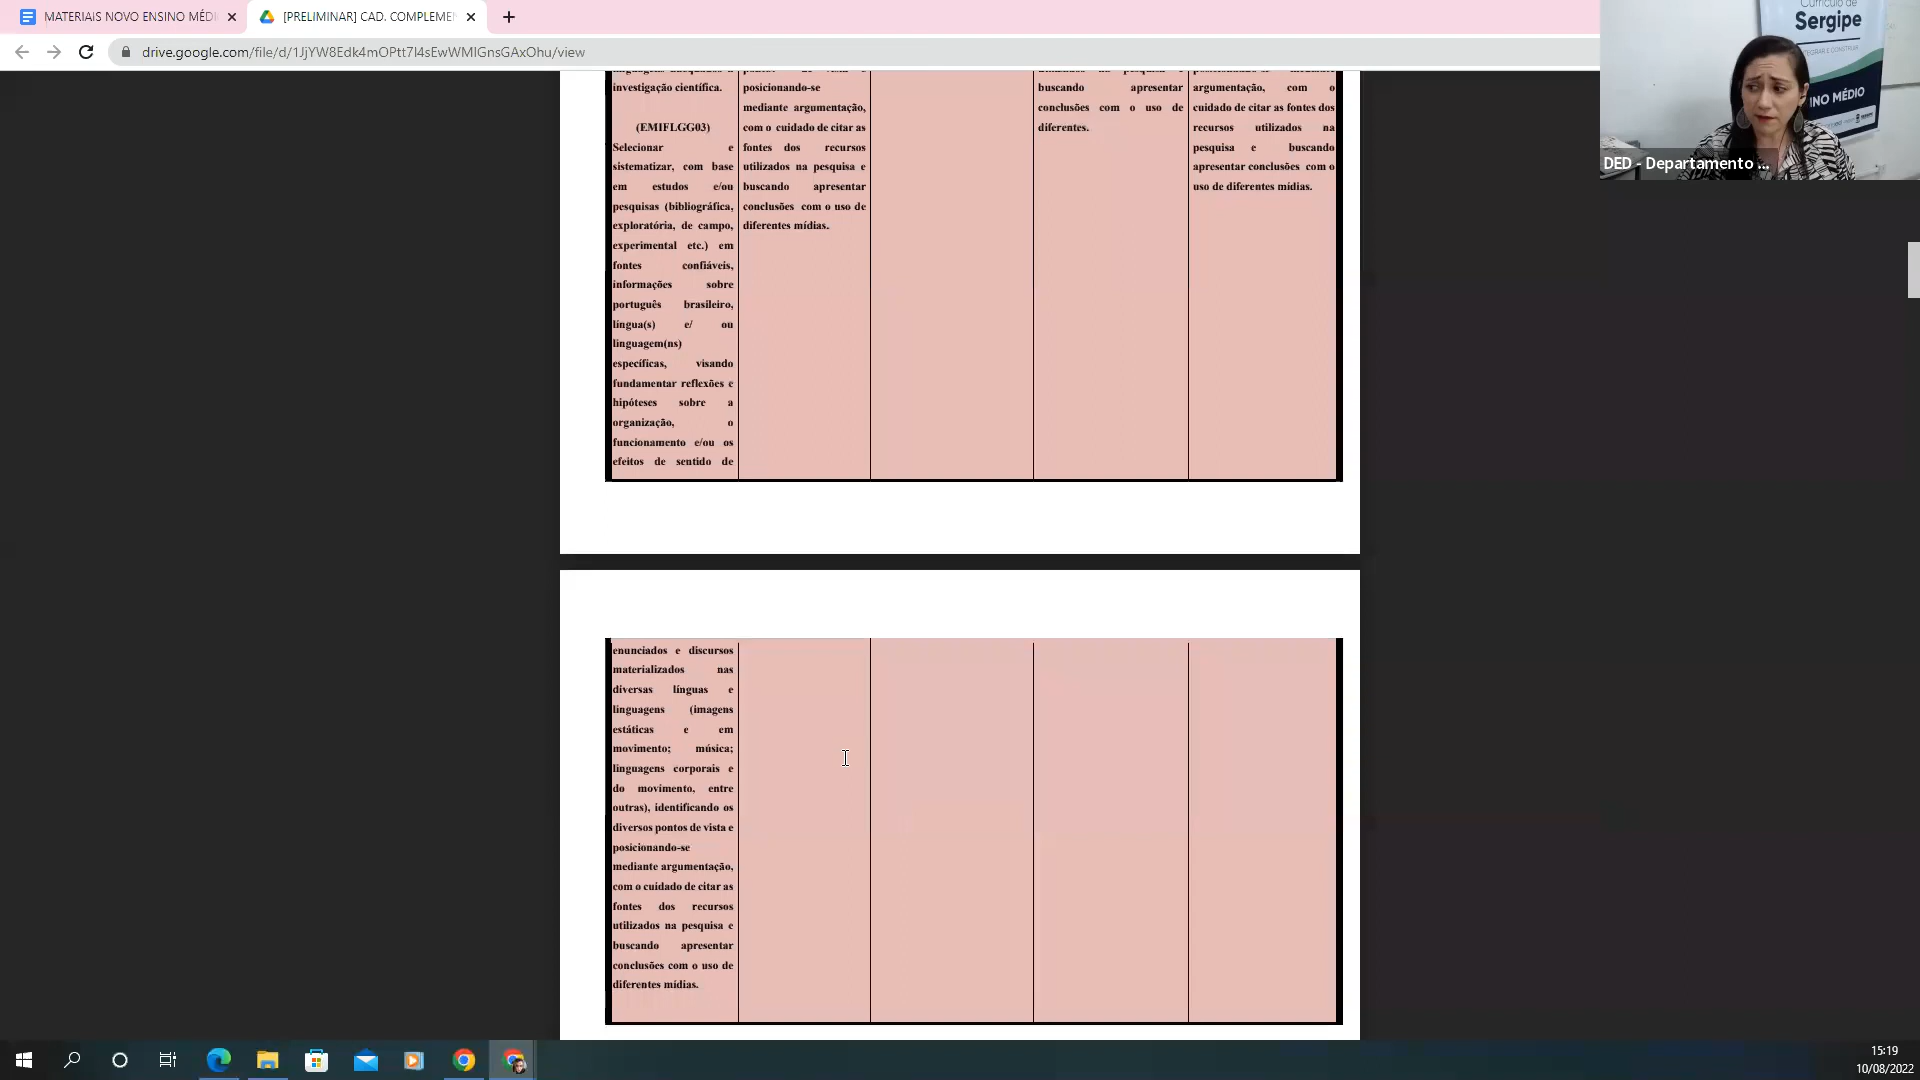 MATERIAIS NOVO ENSINO MÉDI
[PRELIMINAR] CAD. COMPLEMEN
drive.google.com/file/d/1JjYW8Edk4mOPtt7l4sEwWMlGnsGAxOhu/view
Currículo de
Sergipe
INTEGRAR E CONSTRUIR
INO MÉDIO
DED - Departamento ...
investigação científica.
(EMIFLGG03)
Selecionar e
sistematizar, com base
em estudos e/ou
pesquisas (bibliográfica,
exploratória, de campo,
experimental etc.) em
fontes confiáveis,
informações sobre
português brasileiro,
língua(s) e/ ou
linguagem(ns)
específicas, visando
fundamentar reflexões e
hipóteses sobre a
organização, o
funcionamento e/ou os
efeitos de sentido de
posicionando-se
mediante argumentação,
com o cuidado de citar as
fontes dos recursos
utilizados na pesquisa e
buscando apresentar
conclusões com o uso de
diferentes mídias.
buscando apresentar
conclusões com o uso de
diferentes.
argumentação, com o
cuidado de citar as fontes dos
recursos utilizados na
pesquisa e buscando
apresentar conclusões com o
uso de diferentes mídias.
enunciados e discursos
materializados nas
diversas línguas e
linguagens (imagens
estáticas e em
movimento; música;
linguagens corporais e
do movimento, entre
outras), identificando os
diversos pontos de vista e
posicionando-se
mediante argumentação,
com o cuidado de citar as
fontes dos recursos
utilizados na pesquisa e
buscando apresentar
conclusões com o uso de
diferentes mídias.
15:19
10/08/2022